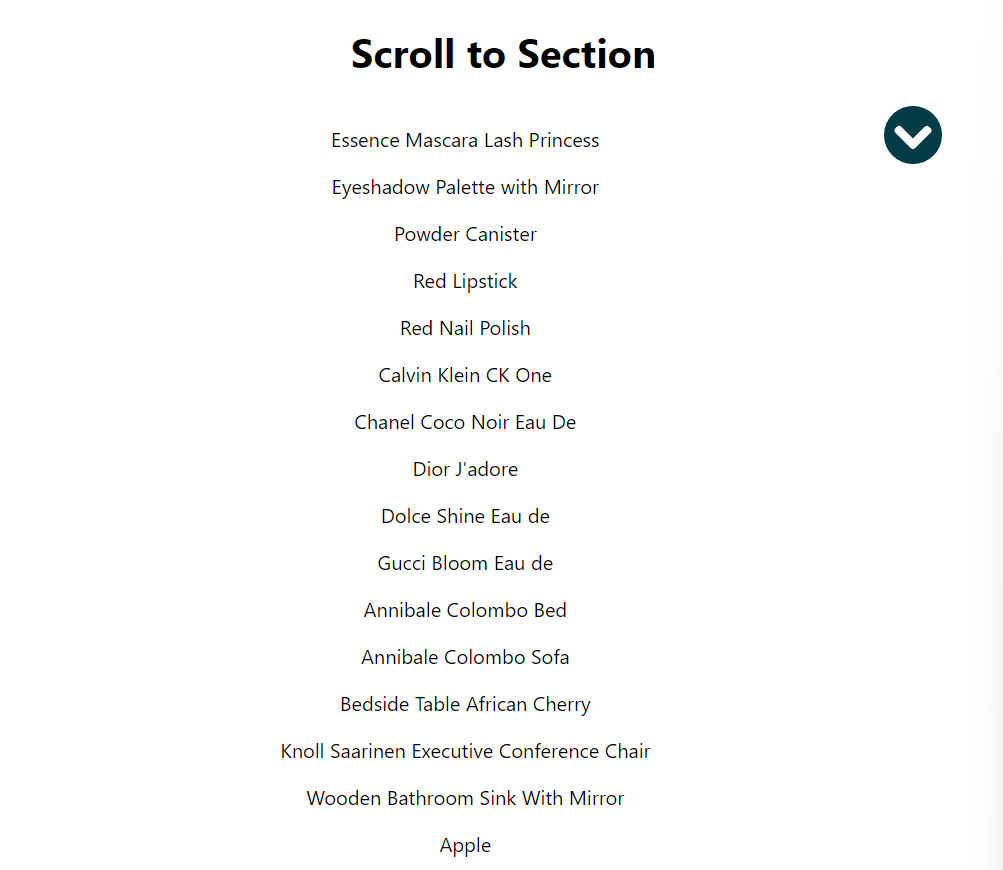 Scroll to Section
Essence Mascara Lash Princess
Eyeshadow Palette with Mirror
Powder Canister
Red Lipstick
Red Nail Polish
Calvin Klein CK One
Chanel Coco Noir Eau De
Dior J'adore
Dolce Shine Eau de
Gucci Bloom Eau de
Annibale Colombo Bed
Annibale Colombo Sofa
Bedside Table African Cherry
Knoll Saarinen Executive Conference Chair
Wooden Bathroom Sink With Mirror
Apple